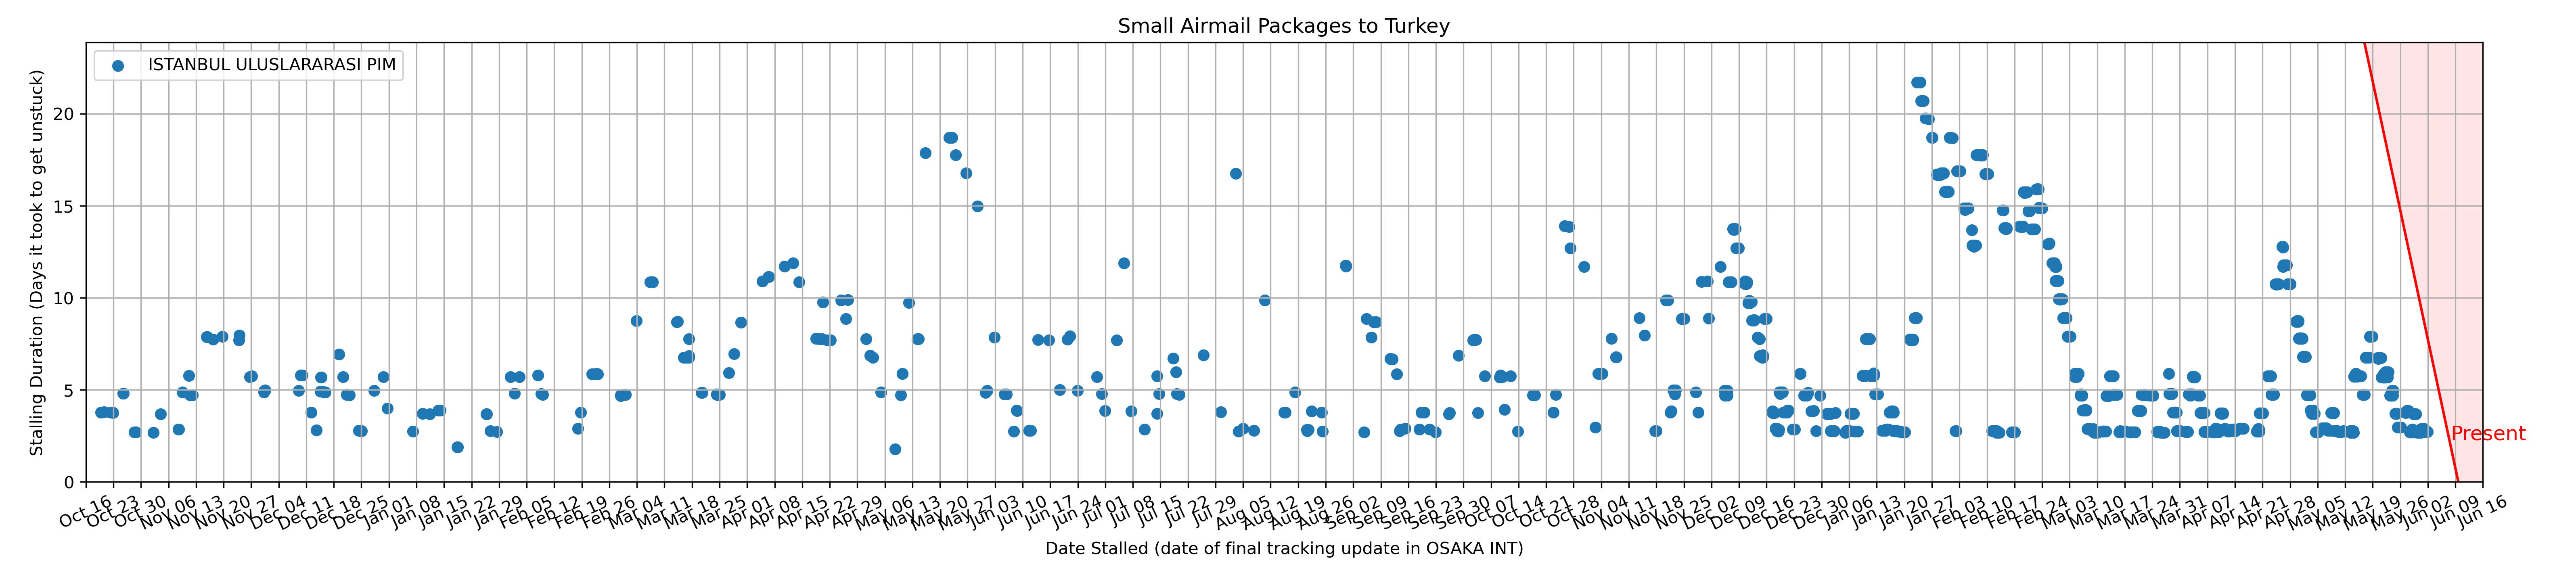 Small Airmail Packages to Turkey
ISTANBUL ULUSLARARASI PIM
Stalling Duration (Days it took to get unstuck)
20
15
10
5
0
Present
Oct 16
Oct 23
Oct 30
Nov 06
Nov 13
Nov 20
Nov 27
Dec 04
Dec 11
Dec 18
Dec 25
Jan 01
Jan 08
Jan 15
Jan 22
Jan 29
Feb 05
Feb 12
Feb 19
Feb 26
Mar 04
Mar 11
Mar 18
Mar 25
Apr 01
Apr 08
Apr 15
Apr 22
Apr 29
May 06
May 13
May 20
May 27
Jun 03
Jun 10
Jun 17
Jun 24
Jul 01
Jul 08
Jul 15
Jul 22
Jul 29
Aug 05
Aug 12
Aug 19
Aug 26
Sep 02
Sep 09
Sep 16
Sep 23
Sep 30
Oct 07
Oct 14
Oct 21
Oct 28
Nov 04
Nov 11
Nov 18
Nov 25
Dec 02
Dec 09
Dec 16
Dec 23
Dec 30
Jan 06
Jan 13
Jan 20
Jan 27
Feb 03
Feb 10
Feb 17
Feb 24
Mar 03
Mar 10
Mar 17
Mar 24
Mar 31
Apr 07
Apr 14
Apr 21
Apr 28
May 05
May 12
May 19
May 26
Jun 02
Jun 09
Jun 16
Date Stalled (date of final tracking update in OSAKA INT)